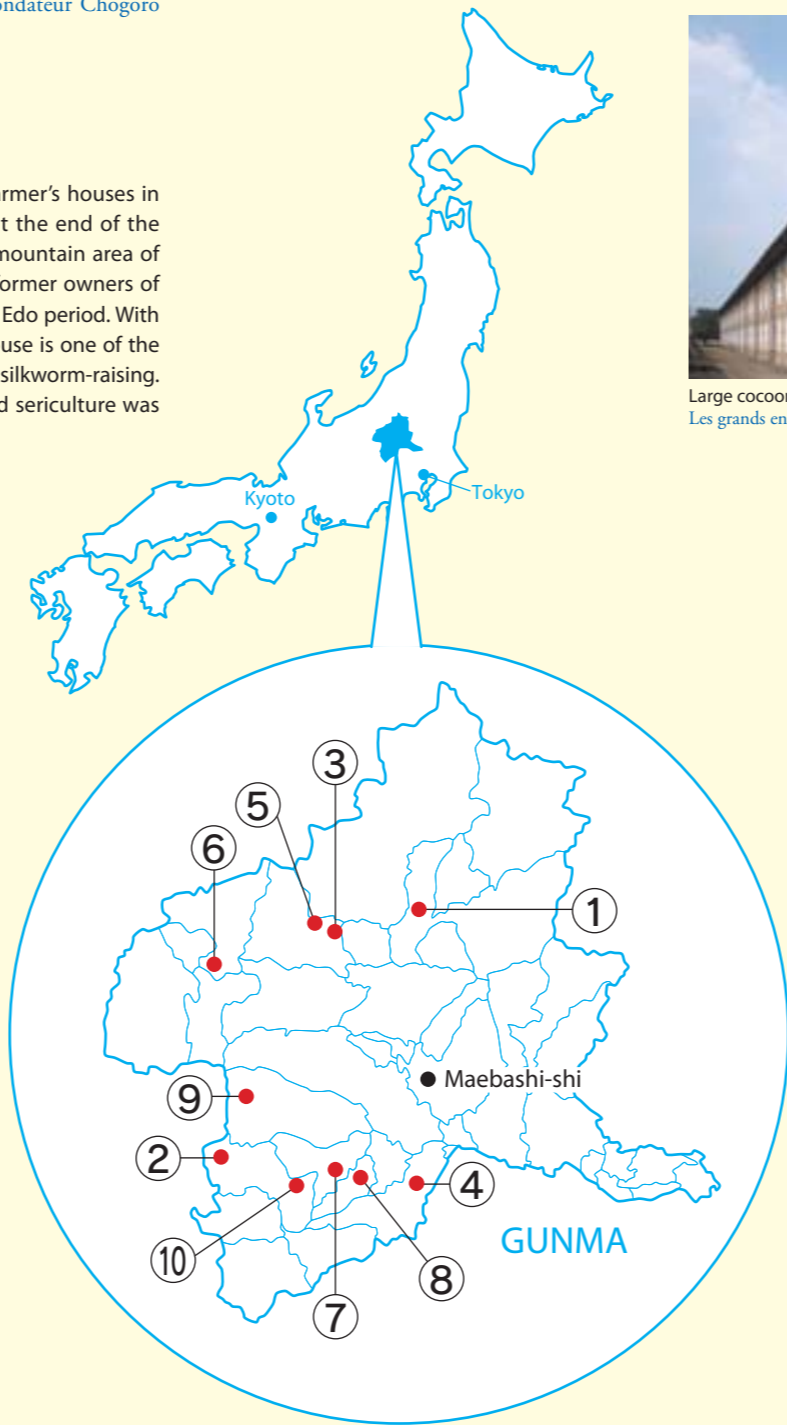 ndateur Chogoro
armer's houses in
t the end of the
mountain area of
former owners of
Edo period. With
use is one of the
silkworm-raising.
d sericulture was
Large cocoon
Les grands en
Kyoto
Tokyo
3
5
6
1
Maebashi-shi
9
2
4
10
8
7
GUNMA